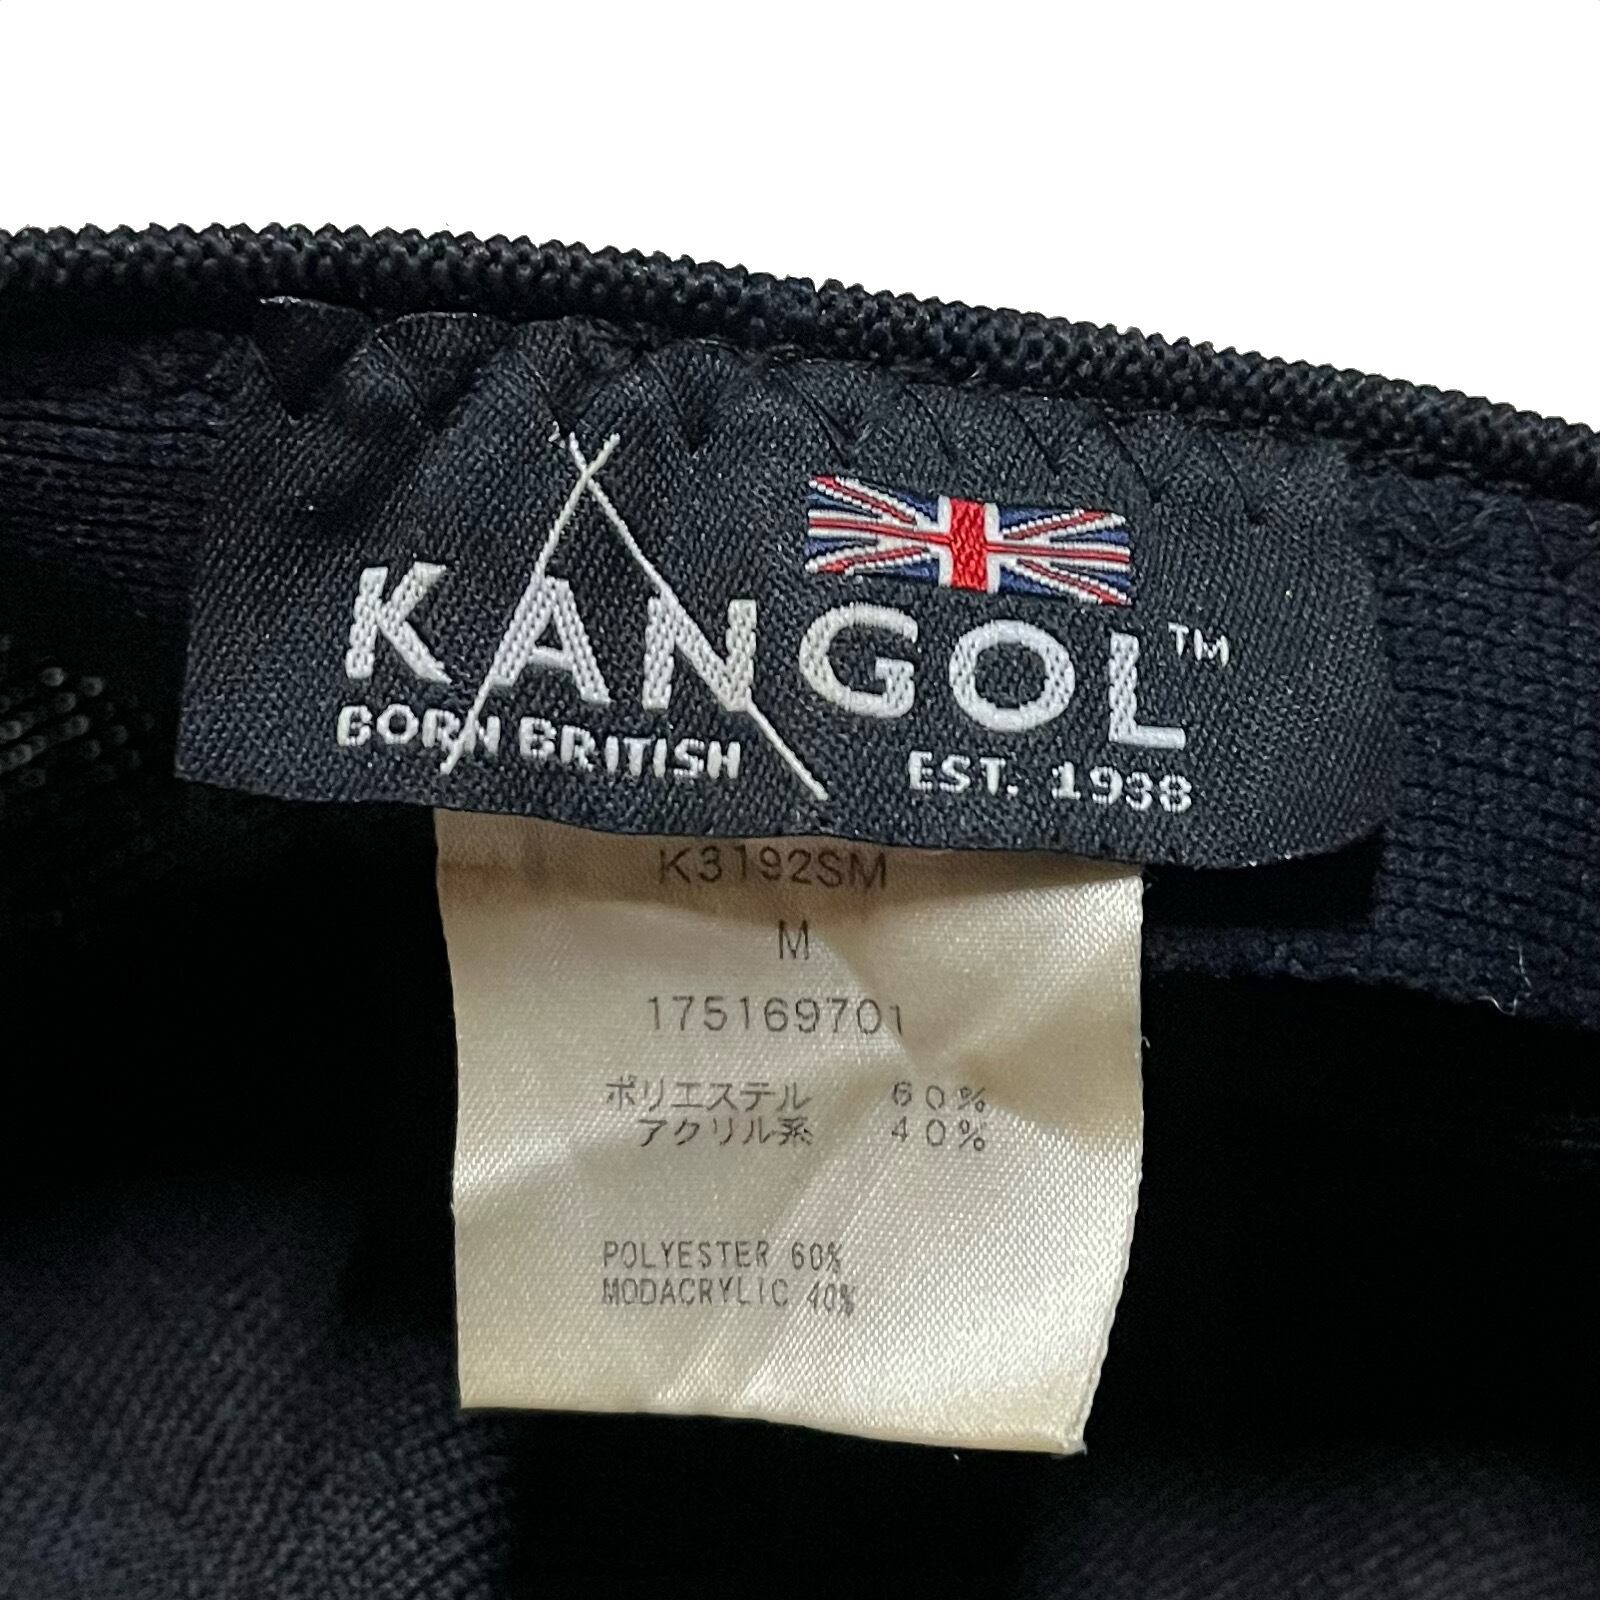 KANGOL™
BORN BRITISH EST. 1938
K3192SM
M
175169701
ポリエステル 60%
アクリル系 40%
POLYESTER 60%
MODACRYLIC 40%